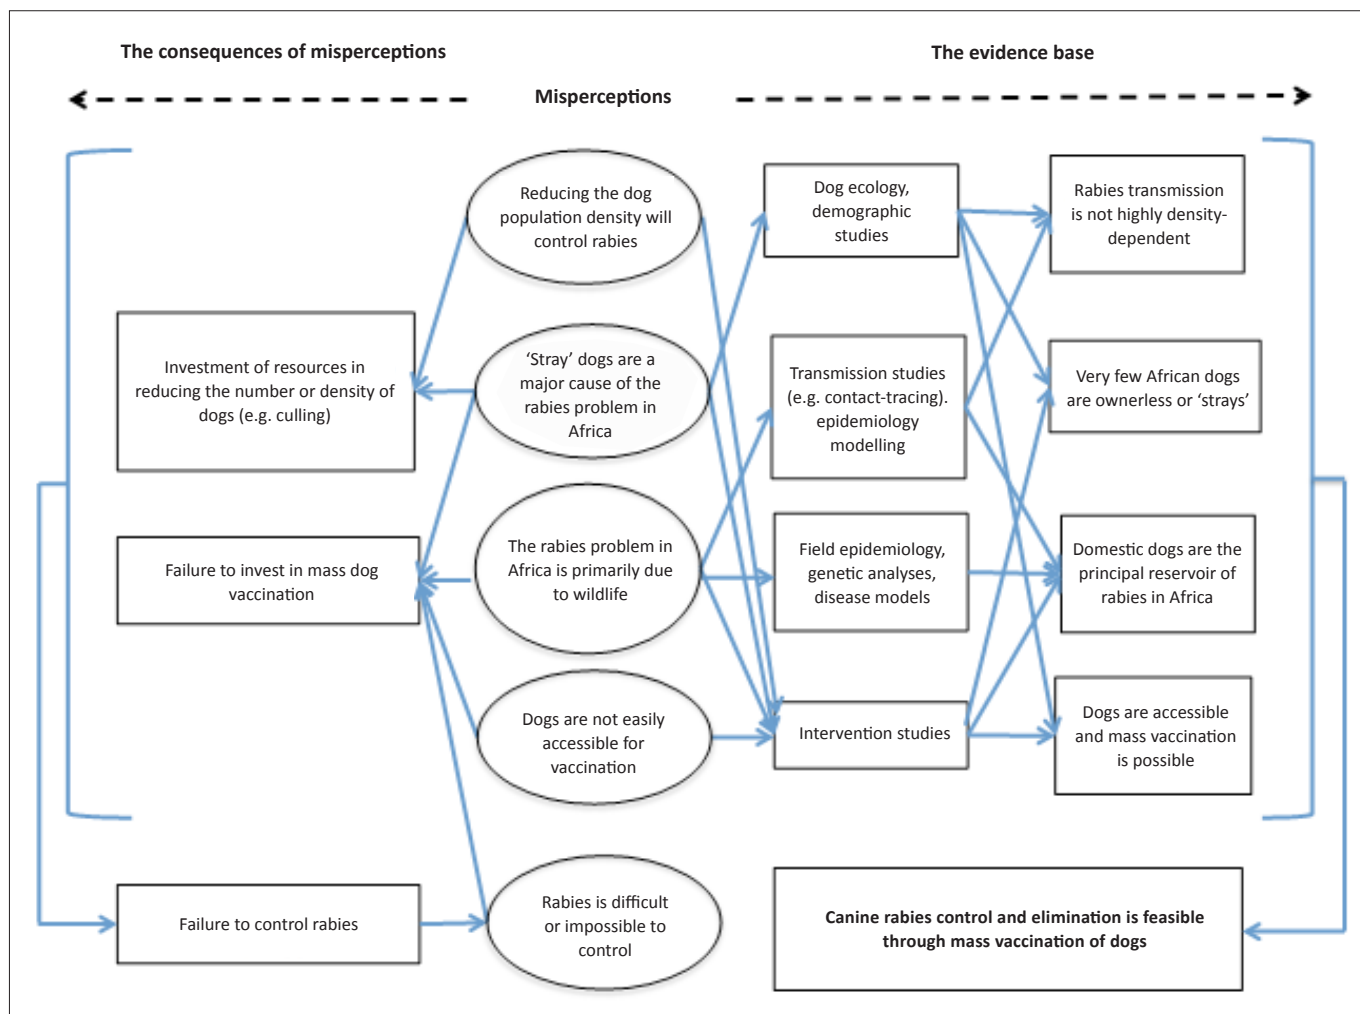 The consequences of misperceptions
The evidence base
Misperceptions
Reducing the dog
population density will
control rabies
Dog ecology,
demographic
studies
Rabies transmission
is not highly density-
dependent
Investment of resources in
reducing the number or density of
dogs (e.g. culling)
‘Stray’ dogs are a
major cause of the
rabies problem in
Africa
Transmission studies
(e.g. contact-tracing).
epidemiology
modelling
Very few African dogs
are ownerless or ‘strays’
Failure to invest in mass dog
vaccination
The rabies problem in
Africa is primarily due
to wildlife
Field epidemiology,
genetic analyses,
disease models
Domestic dogs are the
principal reservoir of
rabies in Africa
Dogs are not easily
accessible for
vaccination
Intervention studies
Dogs are accessible
and mass vaccination
is possible
Failure to control rabies
Rabies is difficult
or impossible to
control
Canine rabies control and elimination is feasible
through mass vaccination of dogs